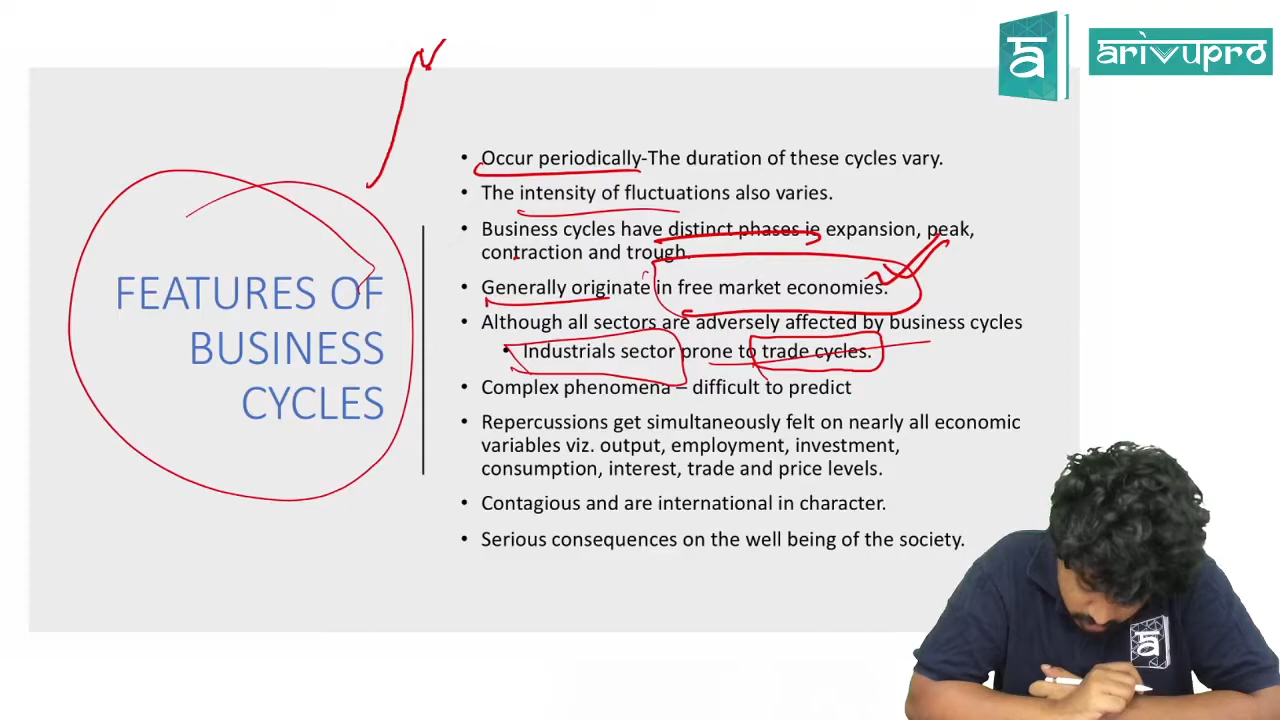 a
arivupro
FEATURES OF
BUSINESS
CYCLES
• Occur periodically-The duration of these cycles vary.
• The intensity of fluctuations also varies.
• Business cycles have distinct phases ie expansion, peak,
contraction and trough.
• Generally originate in free market economies.
• Although all sectors are adversely affected by business cycles
• Industrials sector prone to trade cycles.
• Complex phenomena – difficult to predict
• Repercussions get simultaneously felt on nearly all economic
variables viz. output, employment, investment,
consumption, interest, trade and price levels.
• Contagious and are international in character.
• Serious consequences on the well being of the society.
a